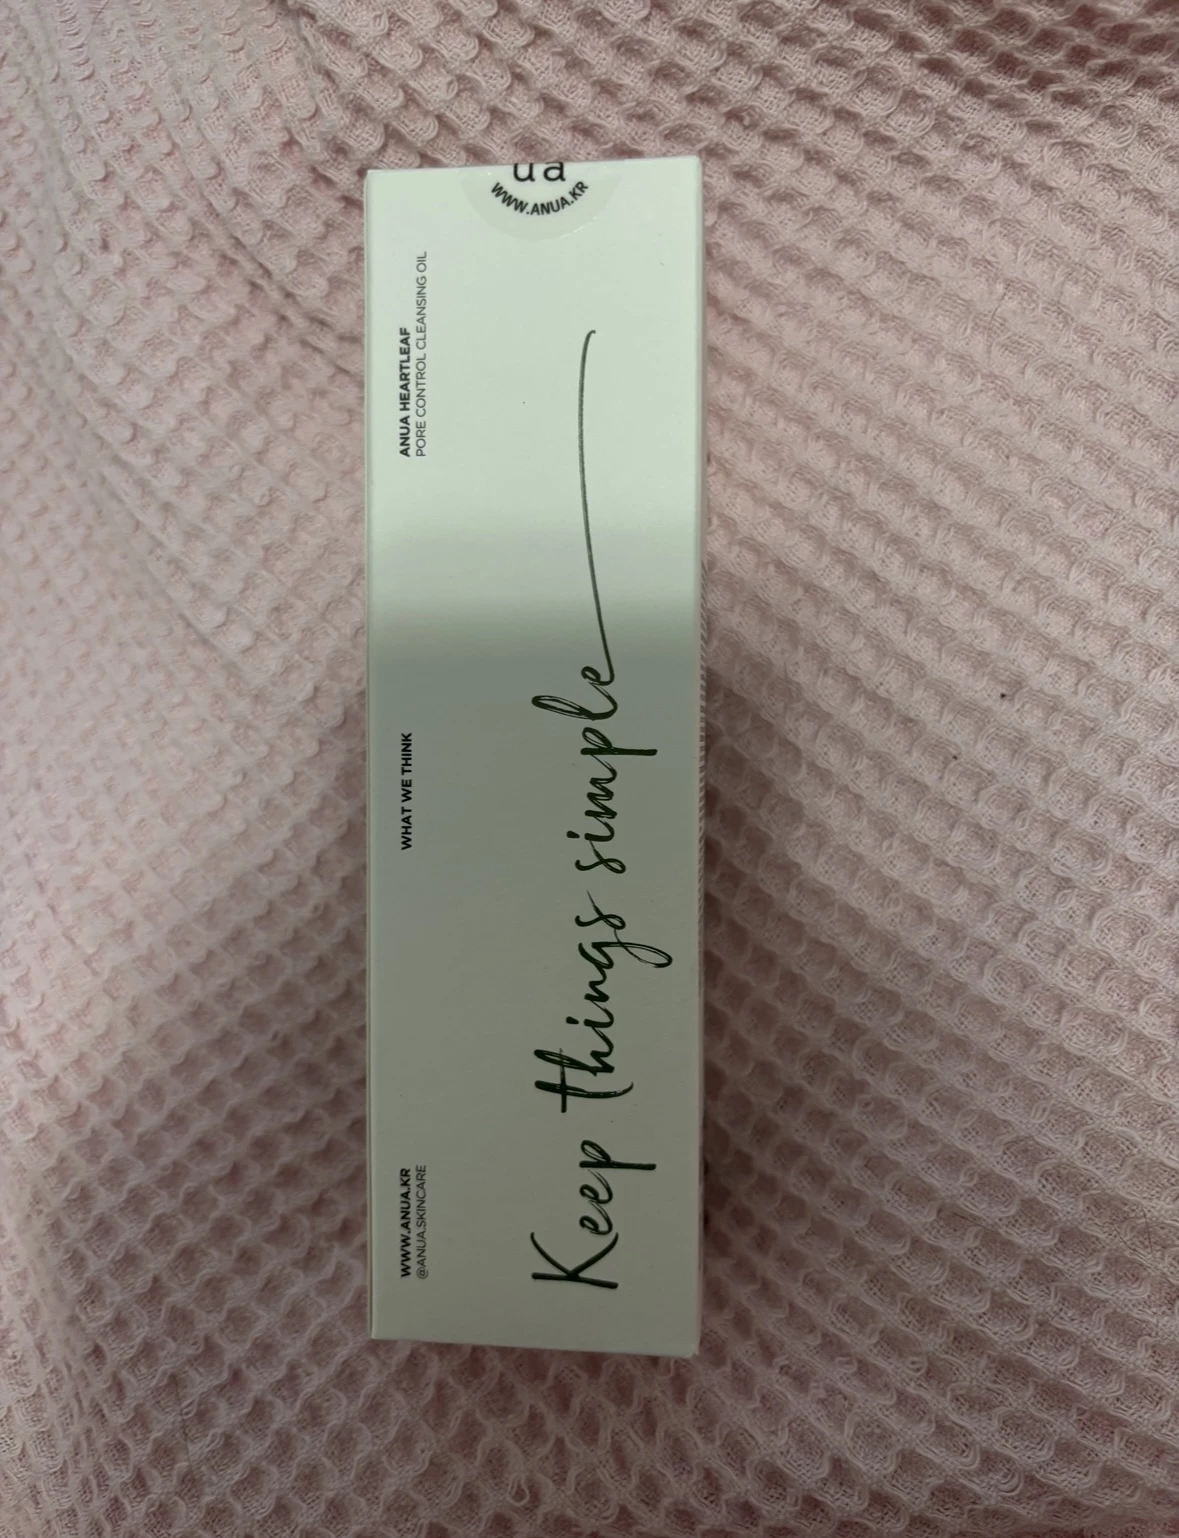 ua
WWW.ANUA.KR
ANUA HEARTLEAF
PORE CONTROL CLEANSING OIL
WHAT WE THINK
WWW.ANUA.KR
@ANUA.SKINCARE
Keep things simple